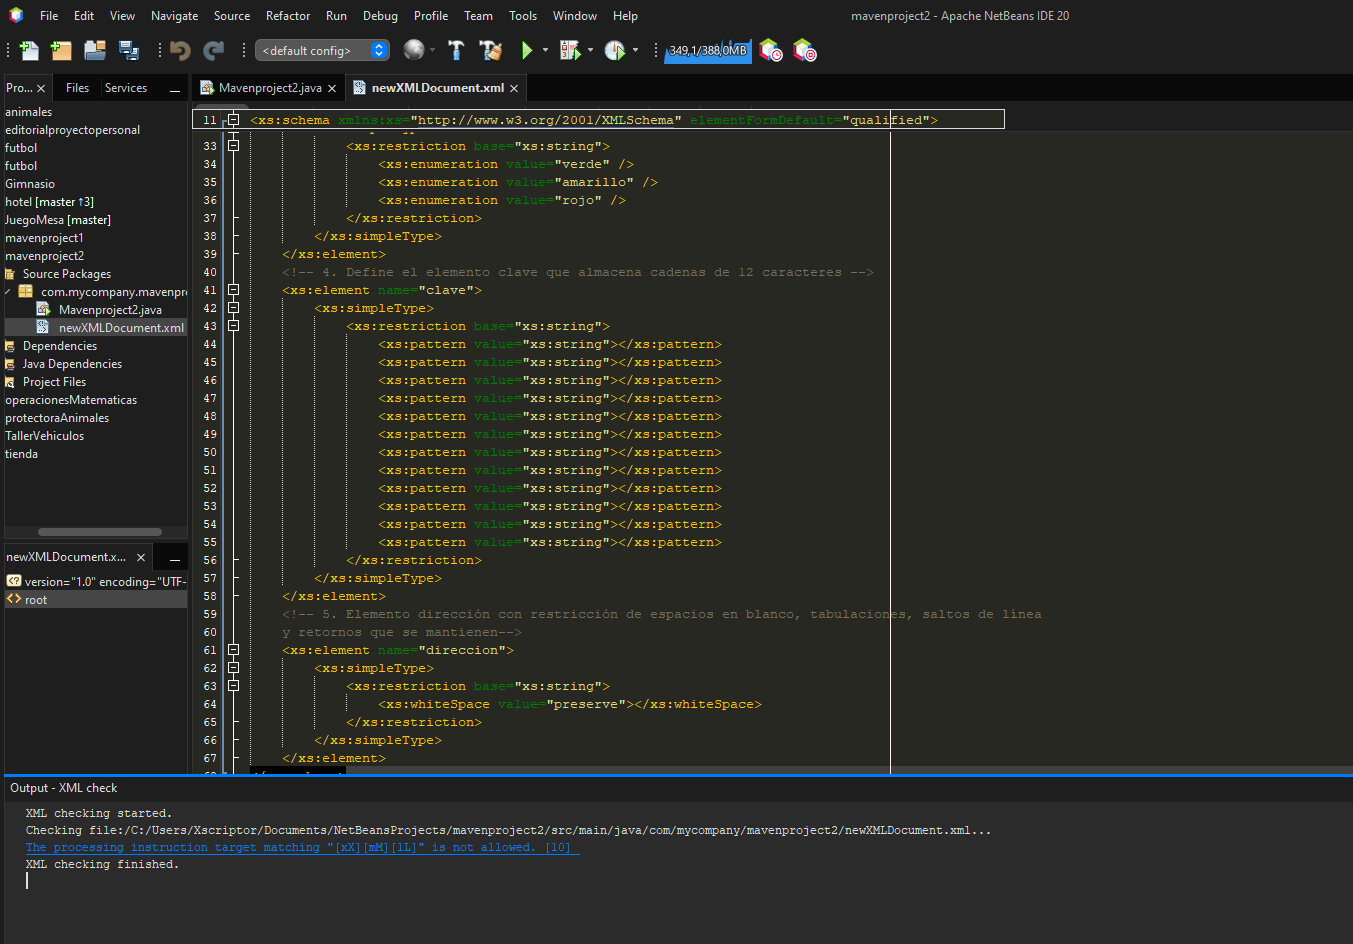 File Edit View Navigate Source Refactor Run Debug Profile Team Tools Window Help
mavenproject2 - Apache NetBeans IDE 20
<default config>
349,1/388,0MB
Pro... Files Services
Mavenproject2.java newXMLDocument.xml
animales
editorialproyectopersonal
futbol
futbol
Gimnasio
hotel [master ↑3]
JuegoMesa [master]
mavenproject1
mavenproject2
Source Packages
com.mycompany.mavenpr
Mavenproject2.java
newXMLDocument.xml
Dependencies
Java Dependencies
Project Files
operacionesMatematicas
protectoraAnimales
TallerVehiculos
tienda
newXMLDocument.x...
version="1.0" encoding="UTF-
root
11 <xs:schema xmlns:xs="http://www.w3.org/2001/XMLSchema" elementFormDefault="qualified">
33 <xs:restriction base="xs:string">
34 <xs:enumeration value="verde" />
35 <xs:enumeration value="amarillo" />
36 <xs:enumeration value="rojo" />
37 </xs:restriction>
38 </xs:simpleType>
39 </xs:element>
40 <!-- 4. Define el elemento clave que almacena cadenas de 12 caracteres -->
41 <xs:element name="clave">
42 <xs:simpleType>
43 <xs:restriction base="xs:string">
44 <xs:pattern value="xs:string"></xs:pattern>
45 <xs:pattern value="xs:string"></xs:pattern>
46 <xs:pattern value="xs:string"></xs:pattern>
47 <xs:pattern value="xs:string"></xs:pattern>
48 <xs:pattern value="xs:string"></xs:pattern>
49 <xs:pattern value="xs:string"></xs:pattern>
50 <xs:pattern value="xs:string"></xs:pattern>
51 <xs:pattern value="xs:string"></xs:pattern>
52 <xs:pattern value="xs:string"></xs:pattern>
53 <xs:pattern value="xs:string"></xs:pattern>
54 <xs:pattern value="xs:string"></xs:pattern>
55 <xs:pattern value="xs:string"></xs:pattern>
56 </xs:restriction>
57 </xs:simpleType>
58 </xs:element>
59 <!-- 5. Elemento dirección con restricción de espacios en blanco, tabulaciones, saltos de línea
60 y retornos que se mantienen-->
61 <xs:element name="direccion">
62 <xs:simpleType>
63 <xs:restriction base="xs:string">
64 <xs:whiteSpace value="preserve"></xs:whiteSpace>
65 </xs:restriction>
66 </xs:simpleType>
67 </xs:element>
Output - XML check
XML checking started.
Checking file:/C:/Users/Xscriptor/Documents/NetBeansProjects/mavenproject2/src/main/java/com/mycompany/mavenproject2/newXMLDocument.xml...
The processing instruction target matching "[xX][mM][lL]" is not allowed. [10]
XML checking finished.